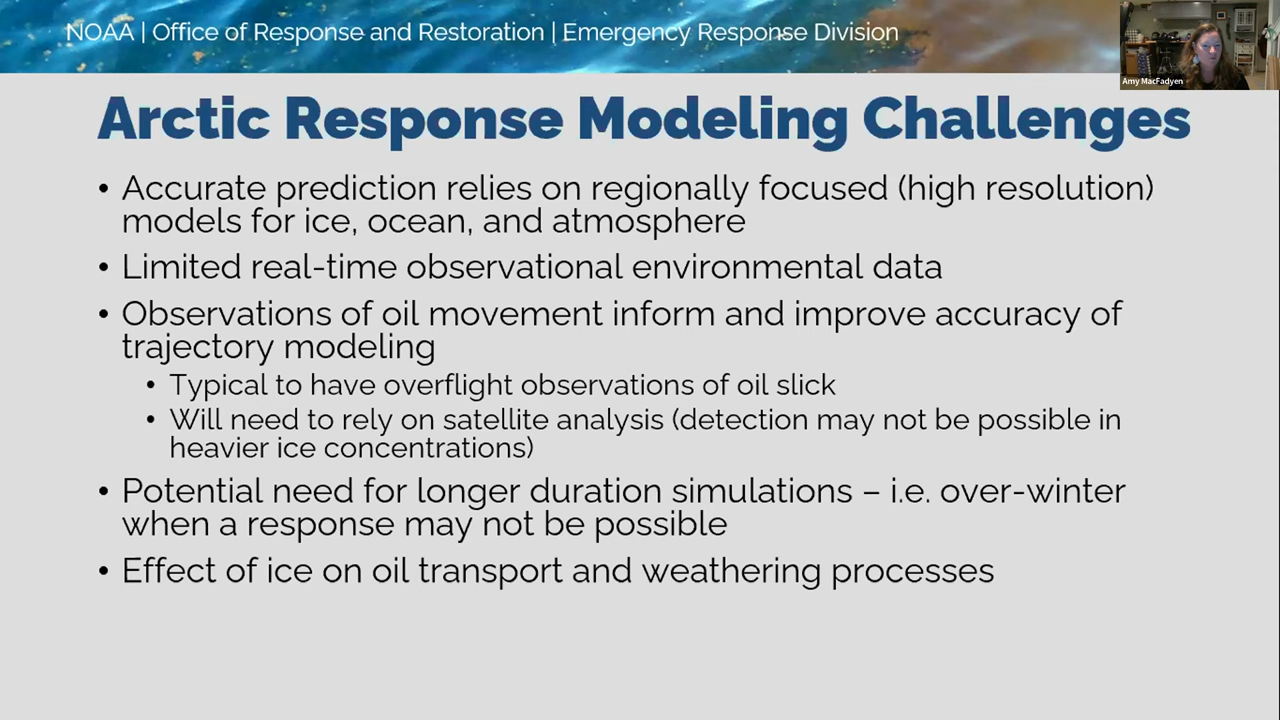 NOAA | Office of Response and Restoration | Emergency Response Division
Amy MacFadyen
Arctic Response Modeling Challenges
• Accurate prediction relies on regionally focused (high resolution)
models for ice, ocean, and atmosphere
• Limited real-time observational environmental data
• Observations of oil movement inform and improve accuracy of
trajectory modeling
• Typical to have overflight observations of oil slick
• Will need to rely on satellite analysis (detection may not be possible in
heavier ice concentrations)
• Potential need for longer duration simulations – i.e. over-winter
when a response may not be possible
• Effect of ice on oil transport and weathering processes